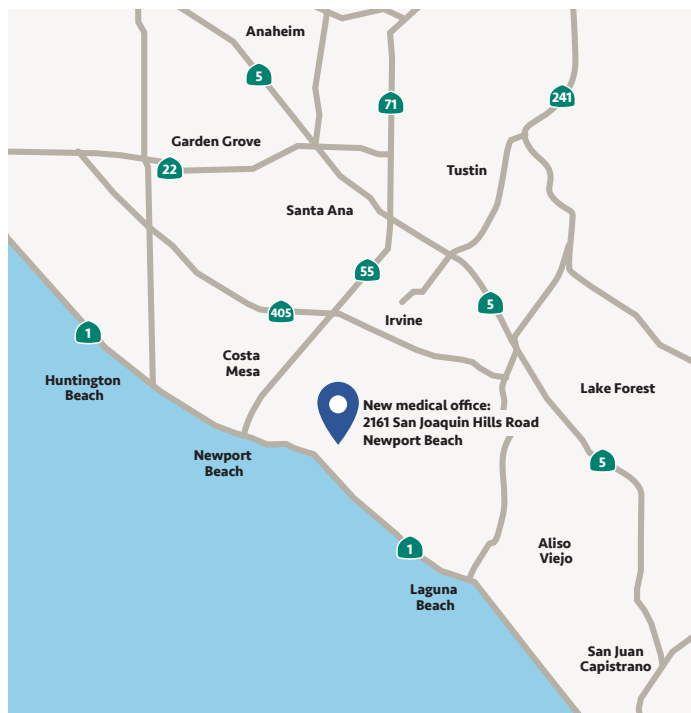 Anaheim
5
71
241
Garden Grove
22
Tustin
Santa Ana
55
5
405
Irvine
1
Costa
Mesa
Huntington
Beach
Lake Forest
New medical office:
2161 San Joaquin Hills Road
Newport Beach
Newport
Beach
5
1
Aliso
Viejo
Laguna
Beach
San Juan
Capistrano